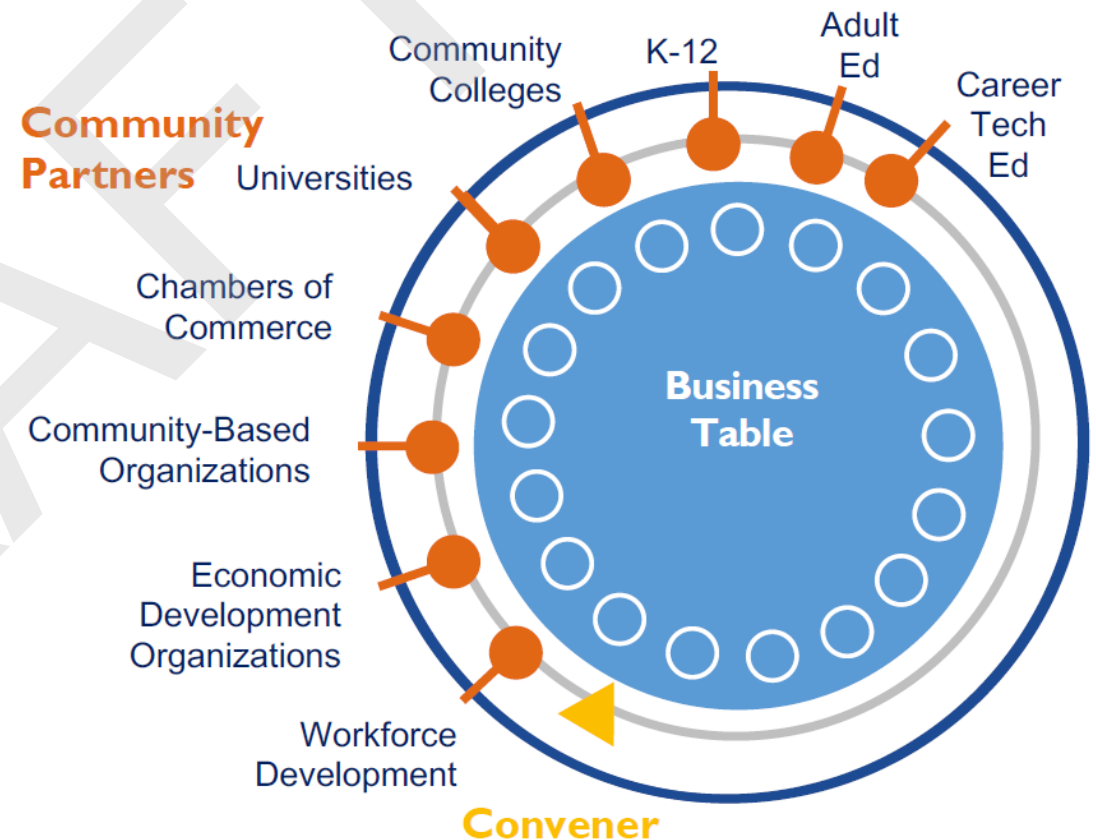 Community
Partners
Universities
Community
Colleges
K-12
Adult
Ed
Career
Tech
Ed
Chambers of
Commerce
Community-Based
Organizations
Economic
Development
Organizations
Workforce
Development
Business
Table
Convener